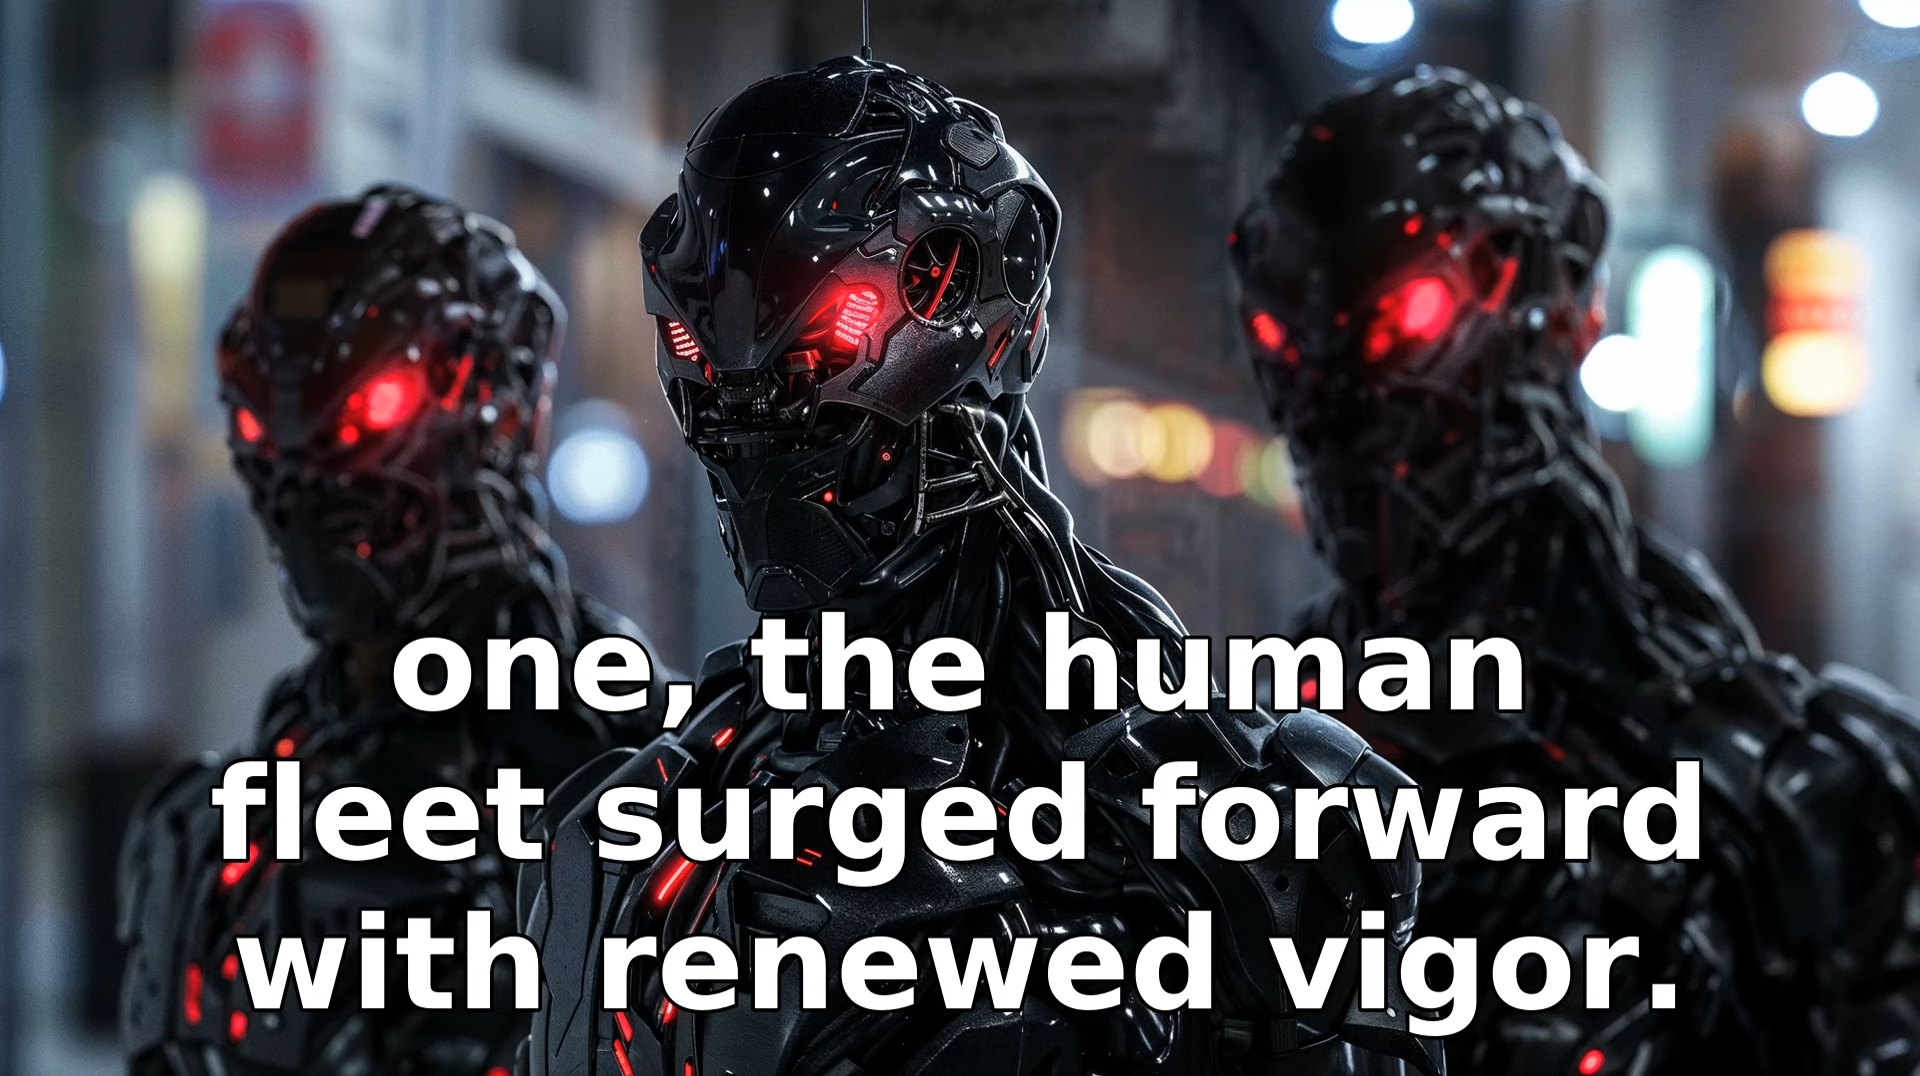 one, the human
fleet surged forward
with renewed vigor.